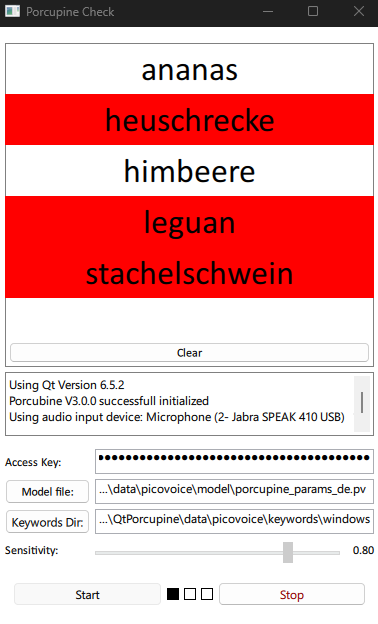 Porcupine Check
ananas
heuschrecke
himbeere
leguan
stachelschwein
Clear
Using Qt Version 6.5.2
Porcubine V3.0.0 successfull initialized
Using audio input device: Microphone (2- Jabra SPEAK 410 USB)
Access Key:
Model file: ...\data\picovoice\model\porcupine_params_de.pv
Keywords Dir: ...\QtPorcupine\data\picovoice\keywords\windows
Sensitivity: 0.80
Start Stop